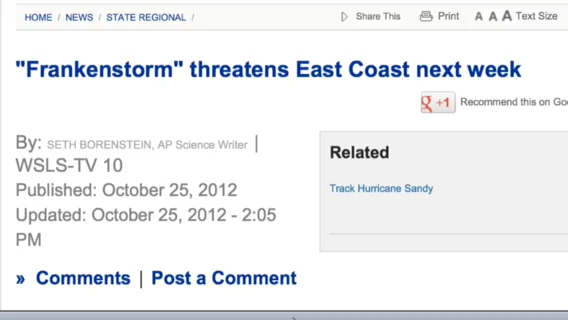 HOME / NEWS / STATE REGIONAL /
Share This
Print
A A A Text Size
"Frankenstorm" threatens East Coast next week
g +1 Recommend this on Goo
By: SETH BORENSTEIN, AP Science Writer |
WSLS-TV 10
Published: October 25, 2012
Updated: October 25, 2012 - 2:05
PM
Related
Track Hurricane Sandy
» Comments | Post a Comment